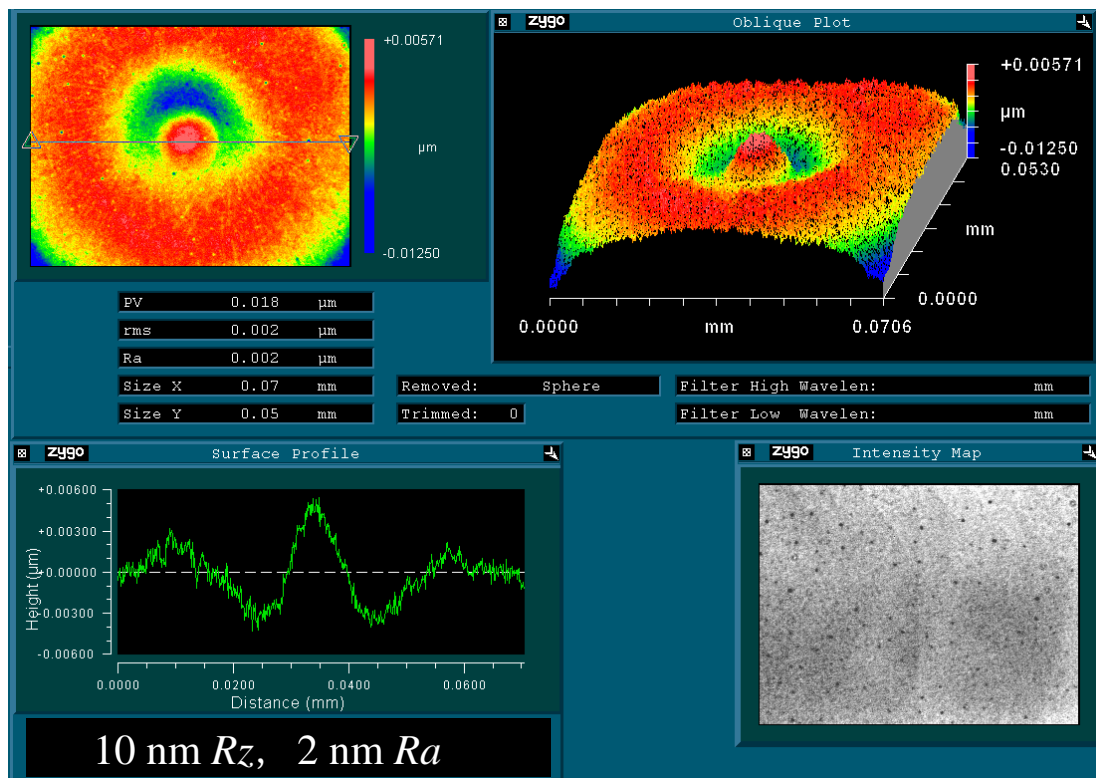 zygo
Oblique Plot
+0.00571
µm
-0.01250
+0.00571
µm
-0.01250
0.0530
mm
0.0000
0.0000
mm
0.0706
PV 0.018 µm
rms 0.002 µm
Ra 0.002 µm
Size X 0.07 mm
Size Y 0.05 mm
Removed: Sphere
Trimmed: 0
Filter High Wavelen: mm
Filter Low Wavelen: mm
zygo
Surface Profile
+0.00600
+0.00300
+0.00000
-0.00300
-0.00600
Height (µm)
0.0000 0.0200 0.0400 0.0600
Distance (mm)
zygo
Intensity Map
10 nm Rz, 2 nm Ra